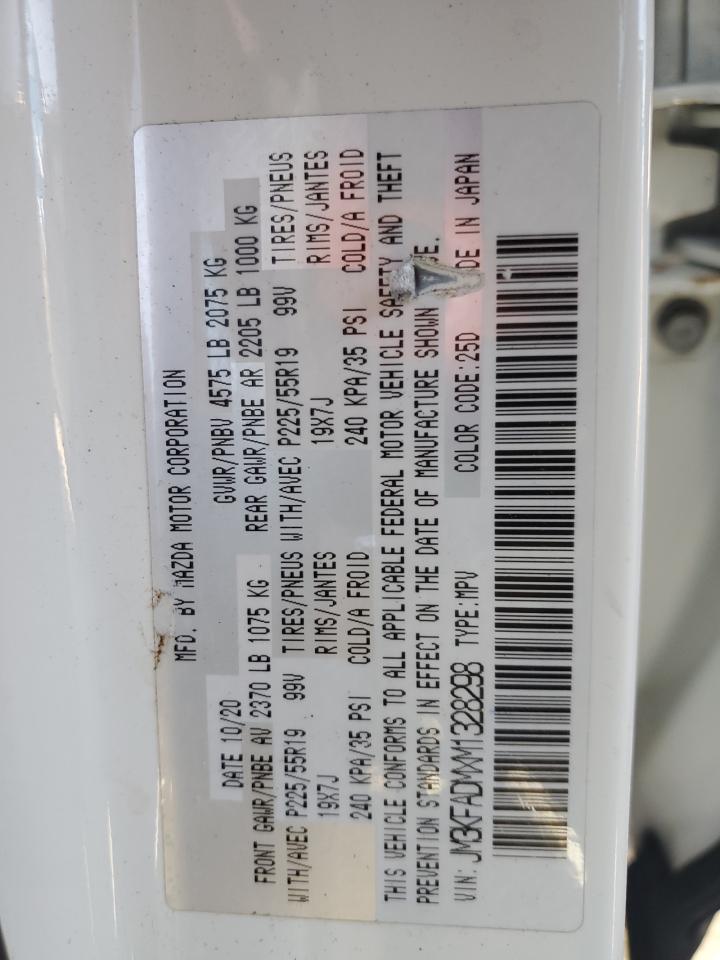 MFD. BY MAZDA MOTOR CORPORATION
DATE 10/20 GVWR/PNBV 4575 LB 2075 KG
FRONT GAWR/PNBE AV 2370 LB 1075 KG REAR GAWR/PNBE AR 2205 LB 1000 KG
WITH/AVEC P225/55R19 99V TIRES/PNEUS WITH/AVEC P225/55R19 99V TIRES/PNEUS
19X7J RIMS/JANTES 19X7J RIMS/JANTES
240 KPA/35 PSI COLD/A FROID 240 KPA/35 PSI COLD/A FROID
THIS VEHICLE CONFORMS TO ALL APPLICABLE FEDERAL MOTOR VEHICLE SAFETY AND THEFT
PREVENTION STANDARDS IN EFFECT ON THE DATE OF MANUFACTURE SHOWN
VIN: JM3KFADMXM1328298 TYPE:MPV COLOR CODE:25D IN JAPAN